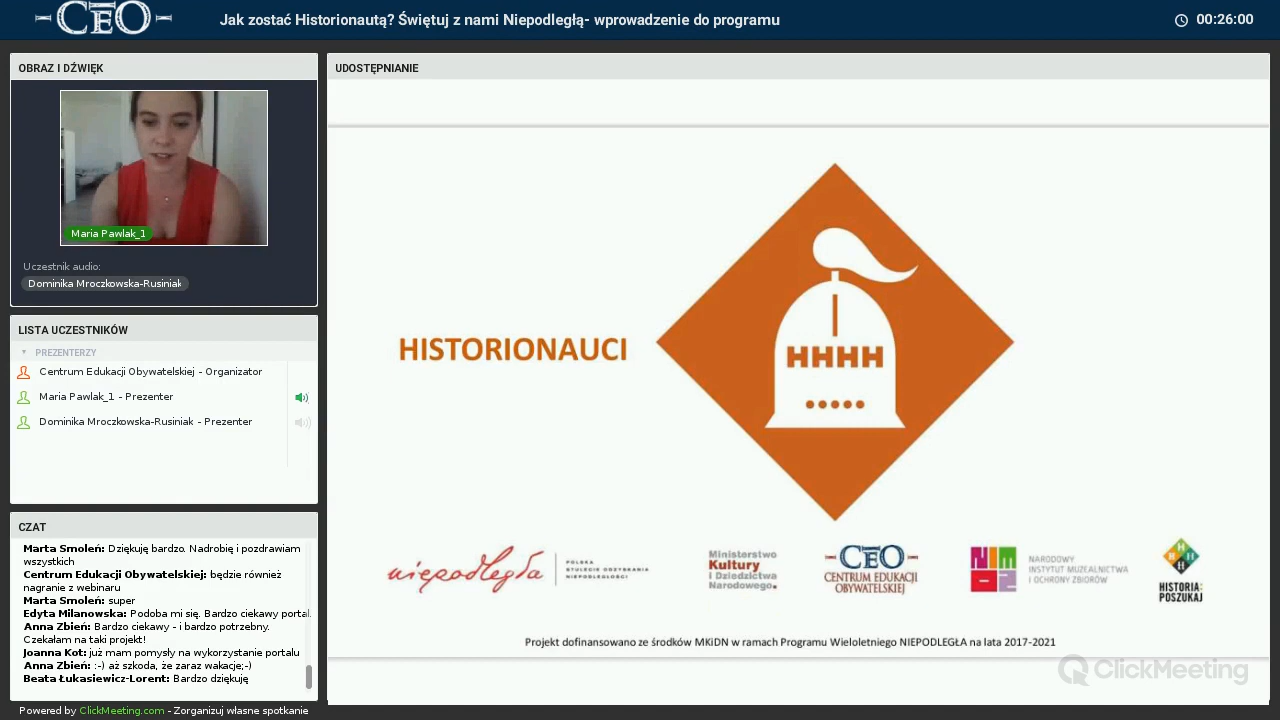 CEO
Jak zostać Historionautą? Świętuj z nami Niepodległą- wprowadzenie do programu
00:26:00
OBRAZ I DŹWIĘK
Maria Pawlak_1
Uczestnik audio:
Dominika Mroczkowska-Rusiniak
LISTA UCZESTNIKÓW
PREZENTERZY
Centrum Edukacji Obywatelskiej - Organizator
Maria Pawlak_1 - Prezenter
Dominika Mroczkowska-Rusiniak - Prezenter
CZAT
Marta Smoleń: Dziękuję bardzo. Nadrobię i pozdrawiam
wszystkich
Centrum Edukacji Obywatelskiej: będzie również
nagranie z webinaru
Marta Smoleń: super
Edyta Milanowska: Podoba mi się. Bardzo ciekawy portal.
Anna Zbień: Bardzo ciekawy - i bardzo potrzebny.
Czekałam na taki projekt!
Joanna Kot: już mam pomysły na wykorzystanie portalu
Anna Zbień: :-) aż szkoda, że zaraz wakacje;-)
Beata Łukasiewicz-Lorent: Bardzo dziękuję
Powered by ClickMeeting.com - Zorganizuj własne spotkanie
UDOSTĘPNIANIE
HISTORIONAUCI
HHHH
niepodległa
POLSKA
STULECIE ODZYSKANIA
NIEPODLEGŁOŚCI
Ministerstwo
Kultury
i Dziedzictwa
Narodowego.
CEO
CENTRUM EDUKACJI
OBYWATELSKIEJ
NIMOZ
NARODOWY
INSTYTUT MUZEALNICTWA
I OCHRONY ZBIORÓW
HHHH
HISTORIA:
POSZUKAJ
Projekt dofinansowano ze środków MKiDN w ramach Programu Wieloletniego NIEPODLEGŁA na lata 2017-2021
ClickMeeting